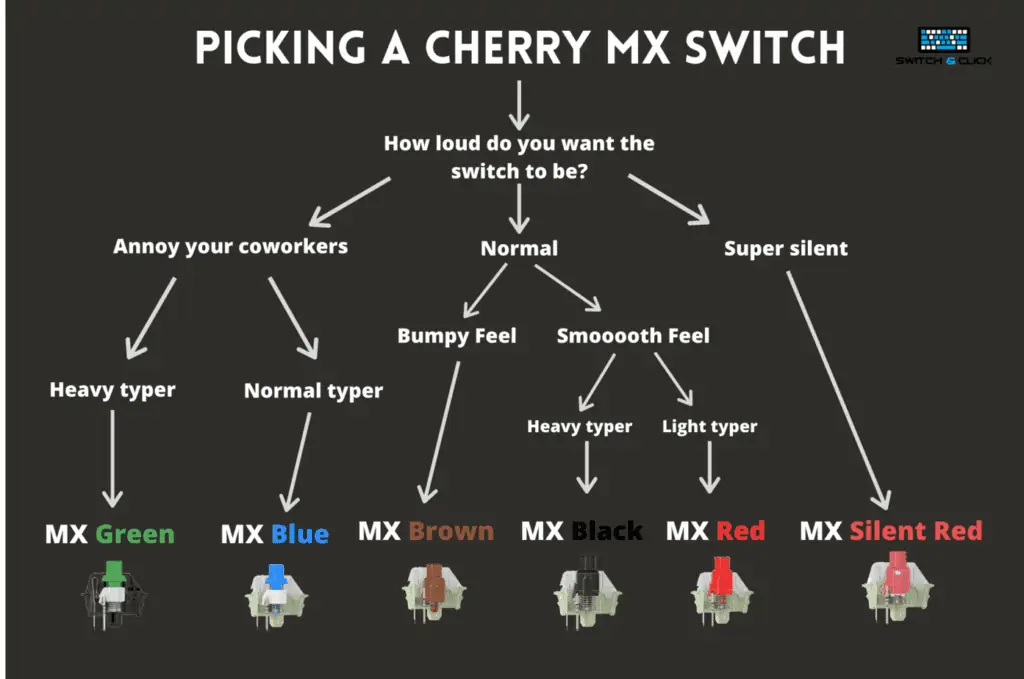 PICKING A CHERRY MX SWITCH
SWITCH & CLICK
How loud do you want the
switch to be?
Annoy your coworkers
Normal
Super silent
Bumpy Feel
Smooooth Feel
Heavy typer
Normal typer
Heavy typer
Light typer
MX Green
MX Blue
MX Brown
MX Black
MX Red
MX Silent Red